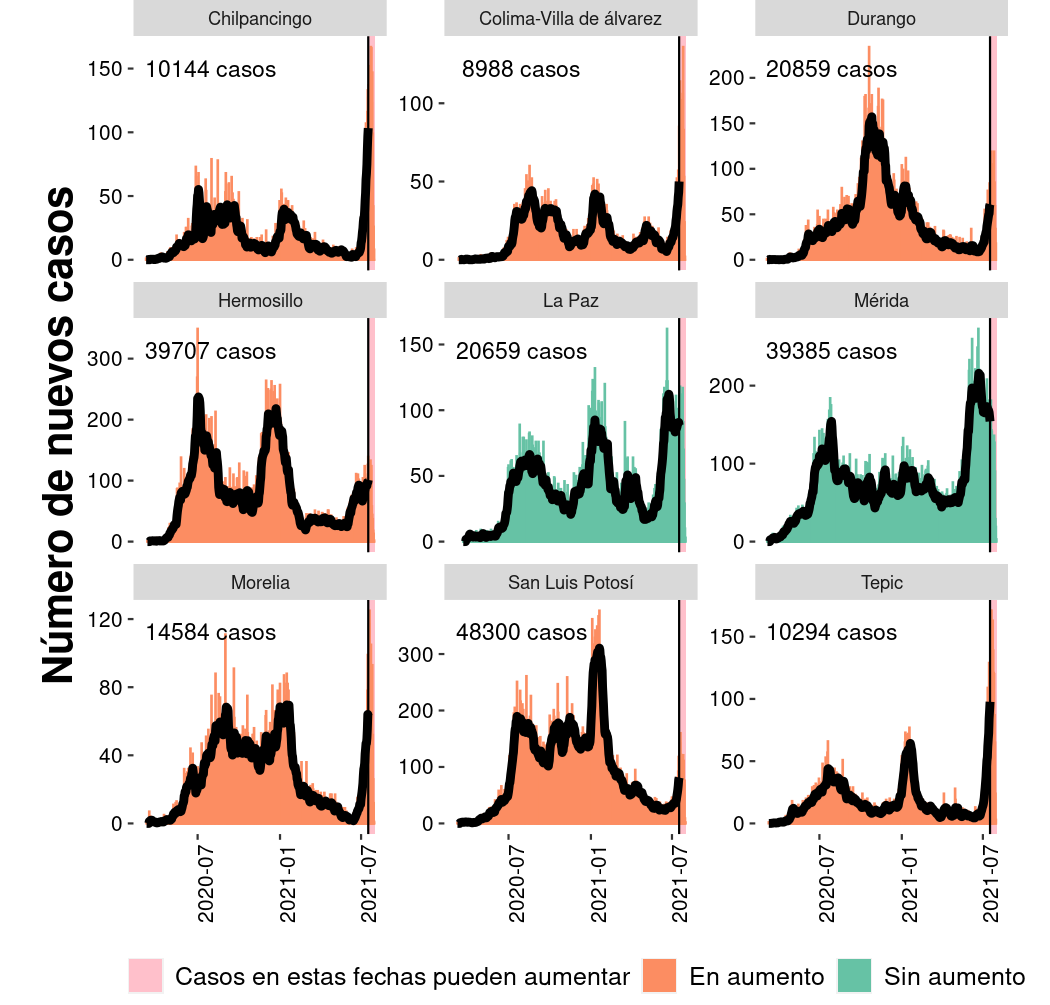 Número de nuevos casos
Chilpancingo
10144 casos
150
100
50
0
Colima-Villa de álvarez
8988 casos
100
50
0
Durango
20859 casos
200
150
100
50
0
Hermosillo
39707 casos
300
200
100
0
La Paz
20659 casos
150
100
50
0
Mérida
39385 casos
200
100
0
Morelia
14584 casos
120
80
40
0
San Luis Potosí
48300 casos
300
200
100
0
Tepic
10294 casos
150
100
50
0
2020-07
2021-01
2021-07
2020-07
2021-01
2021-07
2020-07
2021-01
2021-07
Casos en estas fechas pueden aumentar
En aumento
Sin aumento